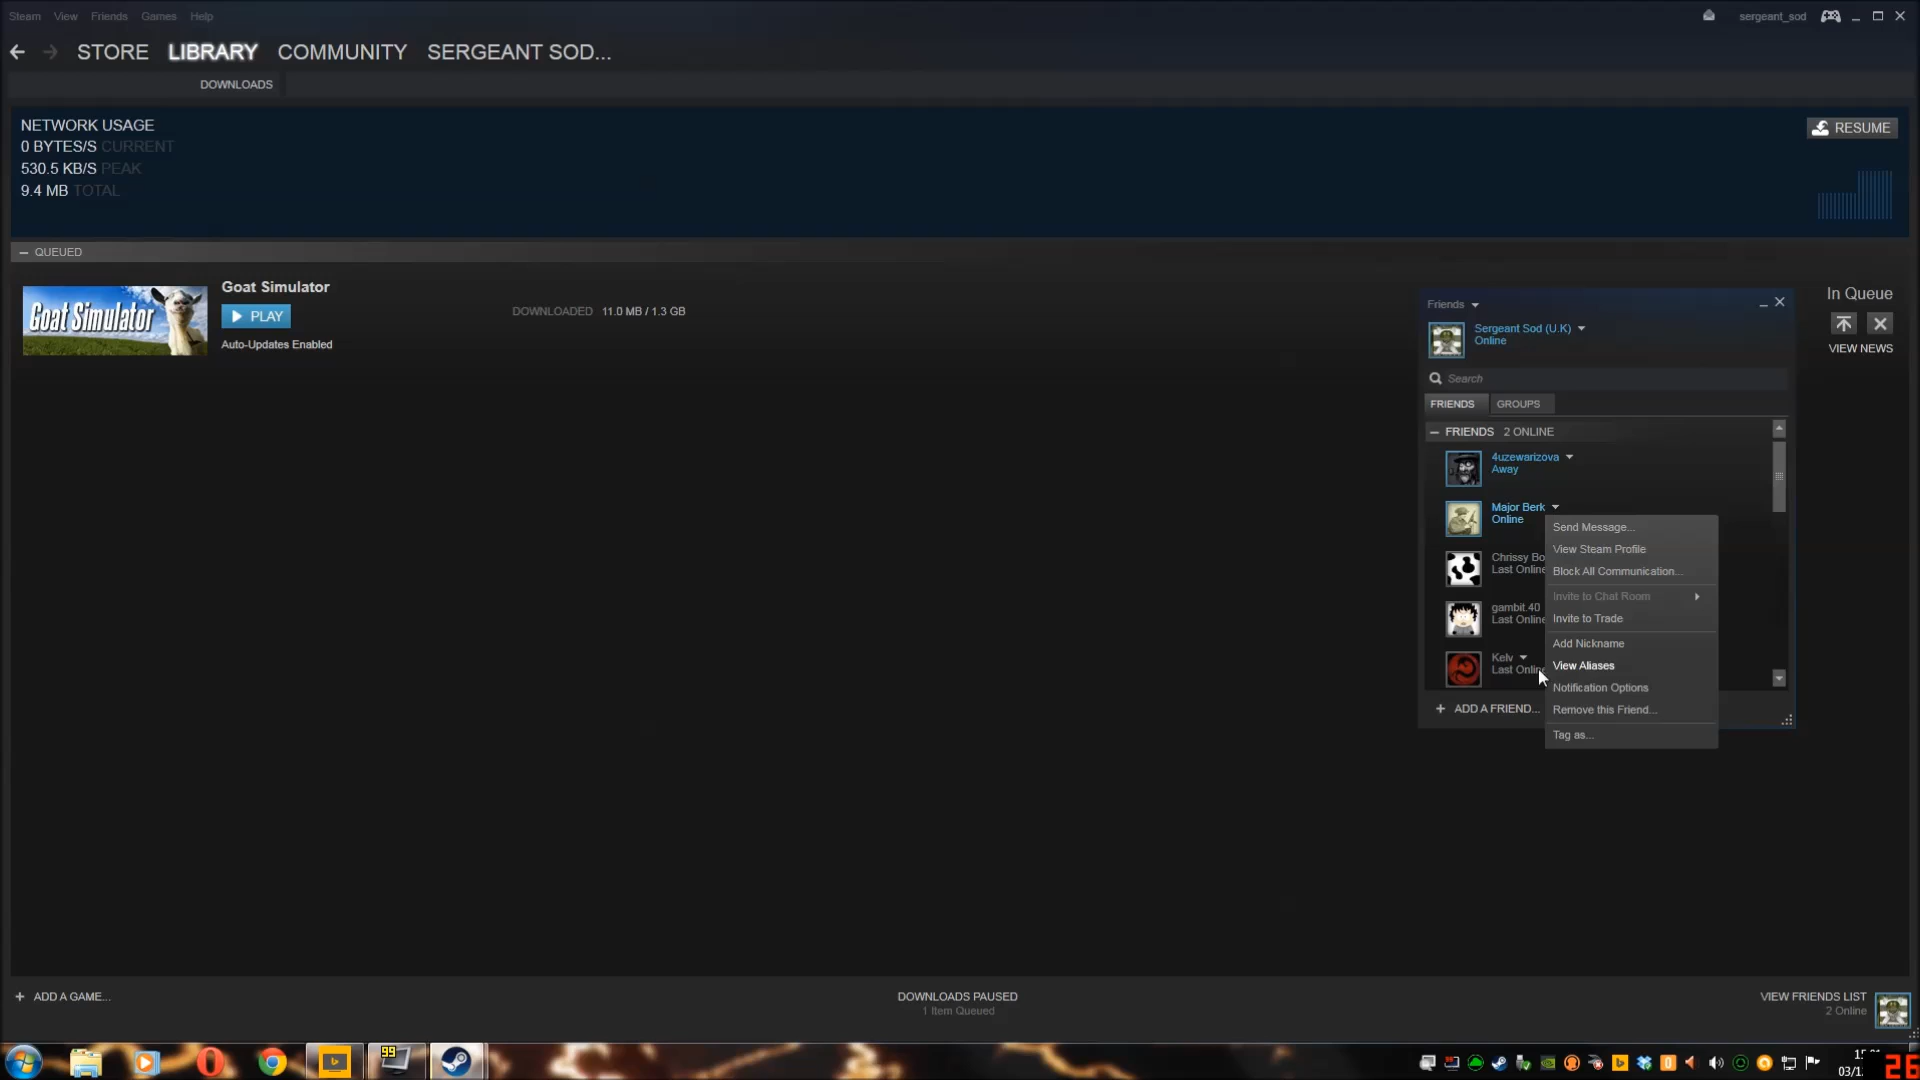 Steam View Friends Games Help
sergeant_sod
STORE LIBRARY COMMUNITY SERGEANT SOD...
DOWNLOADS
NETWORK USAGE
0 BYTES/S CURRENT
530.5 KB/S PEAK
9.4 MB TOTAL
RESUME
QUEUED
Goat Simulator
Goat Simulator
PLAY
DOWNLOADED 11.0 MB / 1.3 GB
Auto-Updates Enabled
In Queue
VIEW NEWS
Friends
Sergeant Sod (U.K)
Online
Search
FRIENDS GROUPS
FRIENDS 2 ONLINE
4uzewarizova
Away
Major Berk
Online
Chrissy Bo
Last Online
gambit.40
Last Online
Kelv
Last Online
ADD A FRIEND...
Send Message...
View Steam Profile
Block All Communication...
Invite to Chat Room
Invite to Trade
Add Nickname
View Aliases
Notification Options
Remove this Friend...
Tag as...
ADD A GAME...
DOWNLOADS PAUSED
1 Item Queued
VIEW FRIENDS LIST
2 Online
99
03/1
26